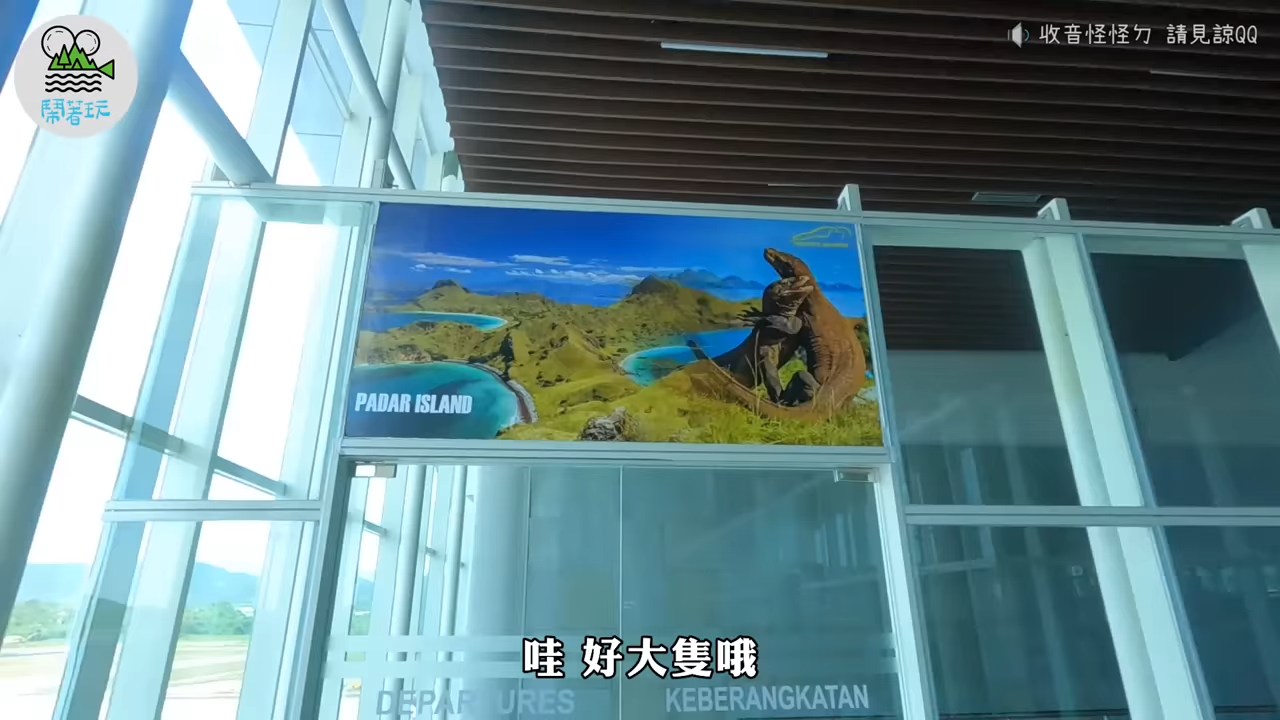 鬧著玩
收音怪怪ㄉ 請見諒QQ
PADAR ISLAND
哇 好大隻哦
DEPARTURES
KEBERANGKATAN